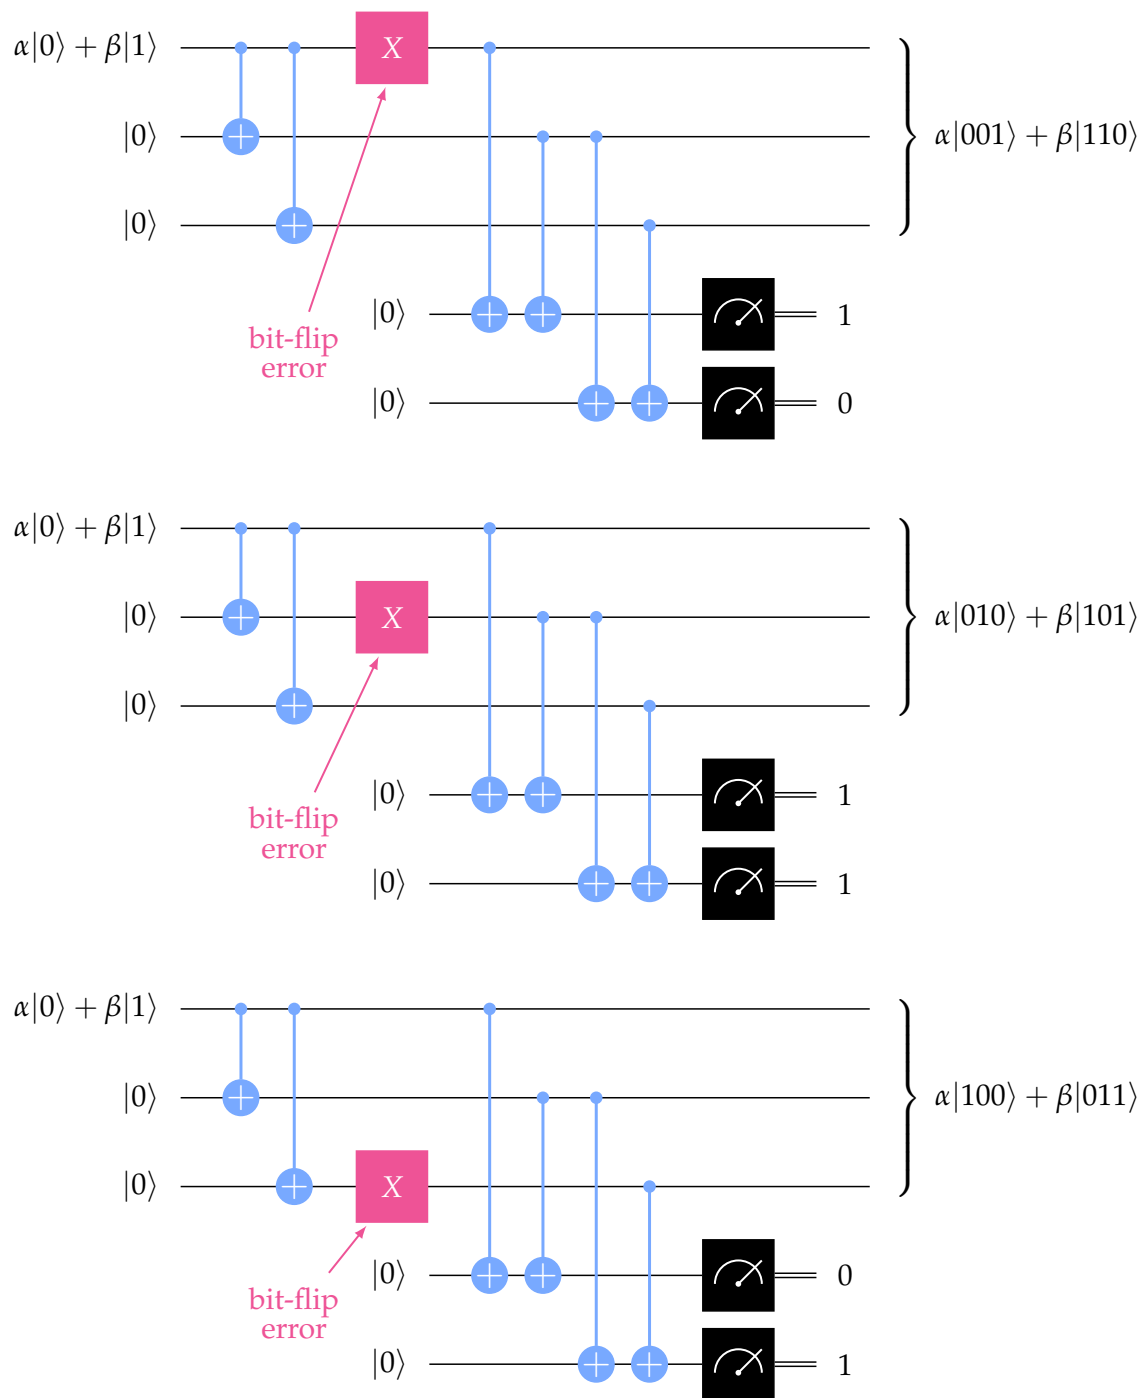 α|0⟩ + β|1⟩
X
|0⟩
α|001⟩ + β|110⟩
|0⟩
|0⟩
1
bit-flip
error
|0⟩
0
α|0⟩ + β|1⟩
|0⟩
X
α|010⟩ + β|101⟩
|0⟩
|0⟩
1
bit-flip
error
|0⟩
1
α|0⟩ + β|1⟩
|0⟩
α|100⟩ + β|011⟩
|0⟩
X
|0⟩
0
bit-flip
error
|0⟩
1